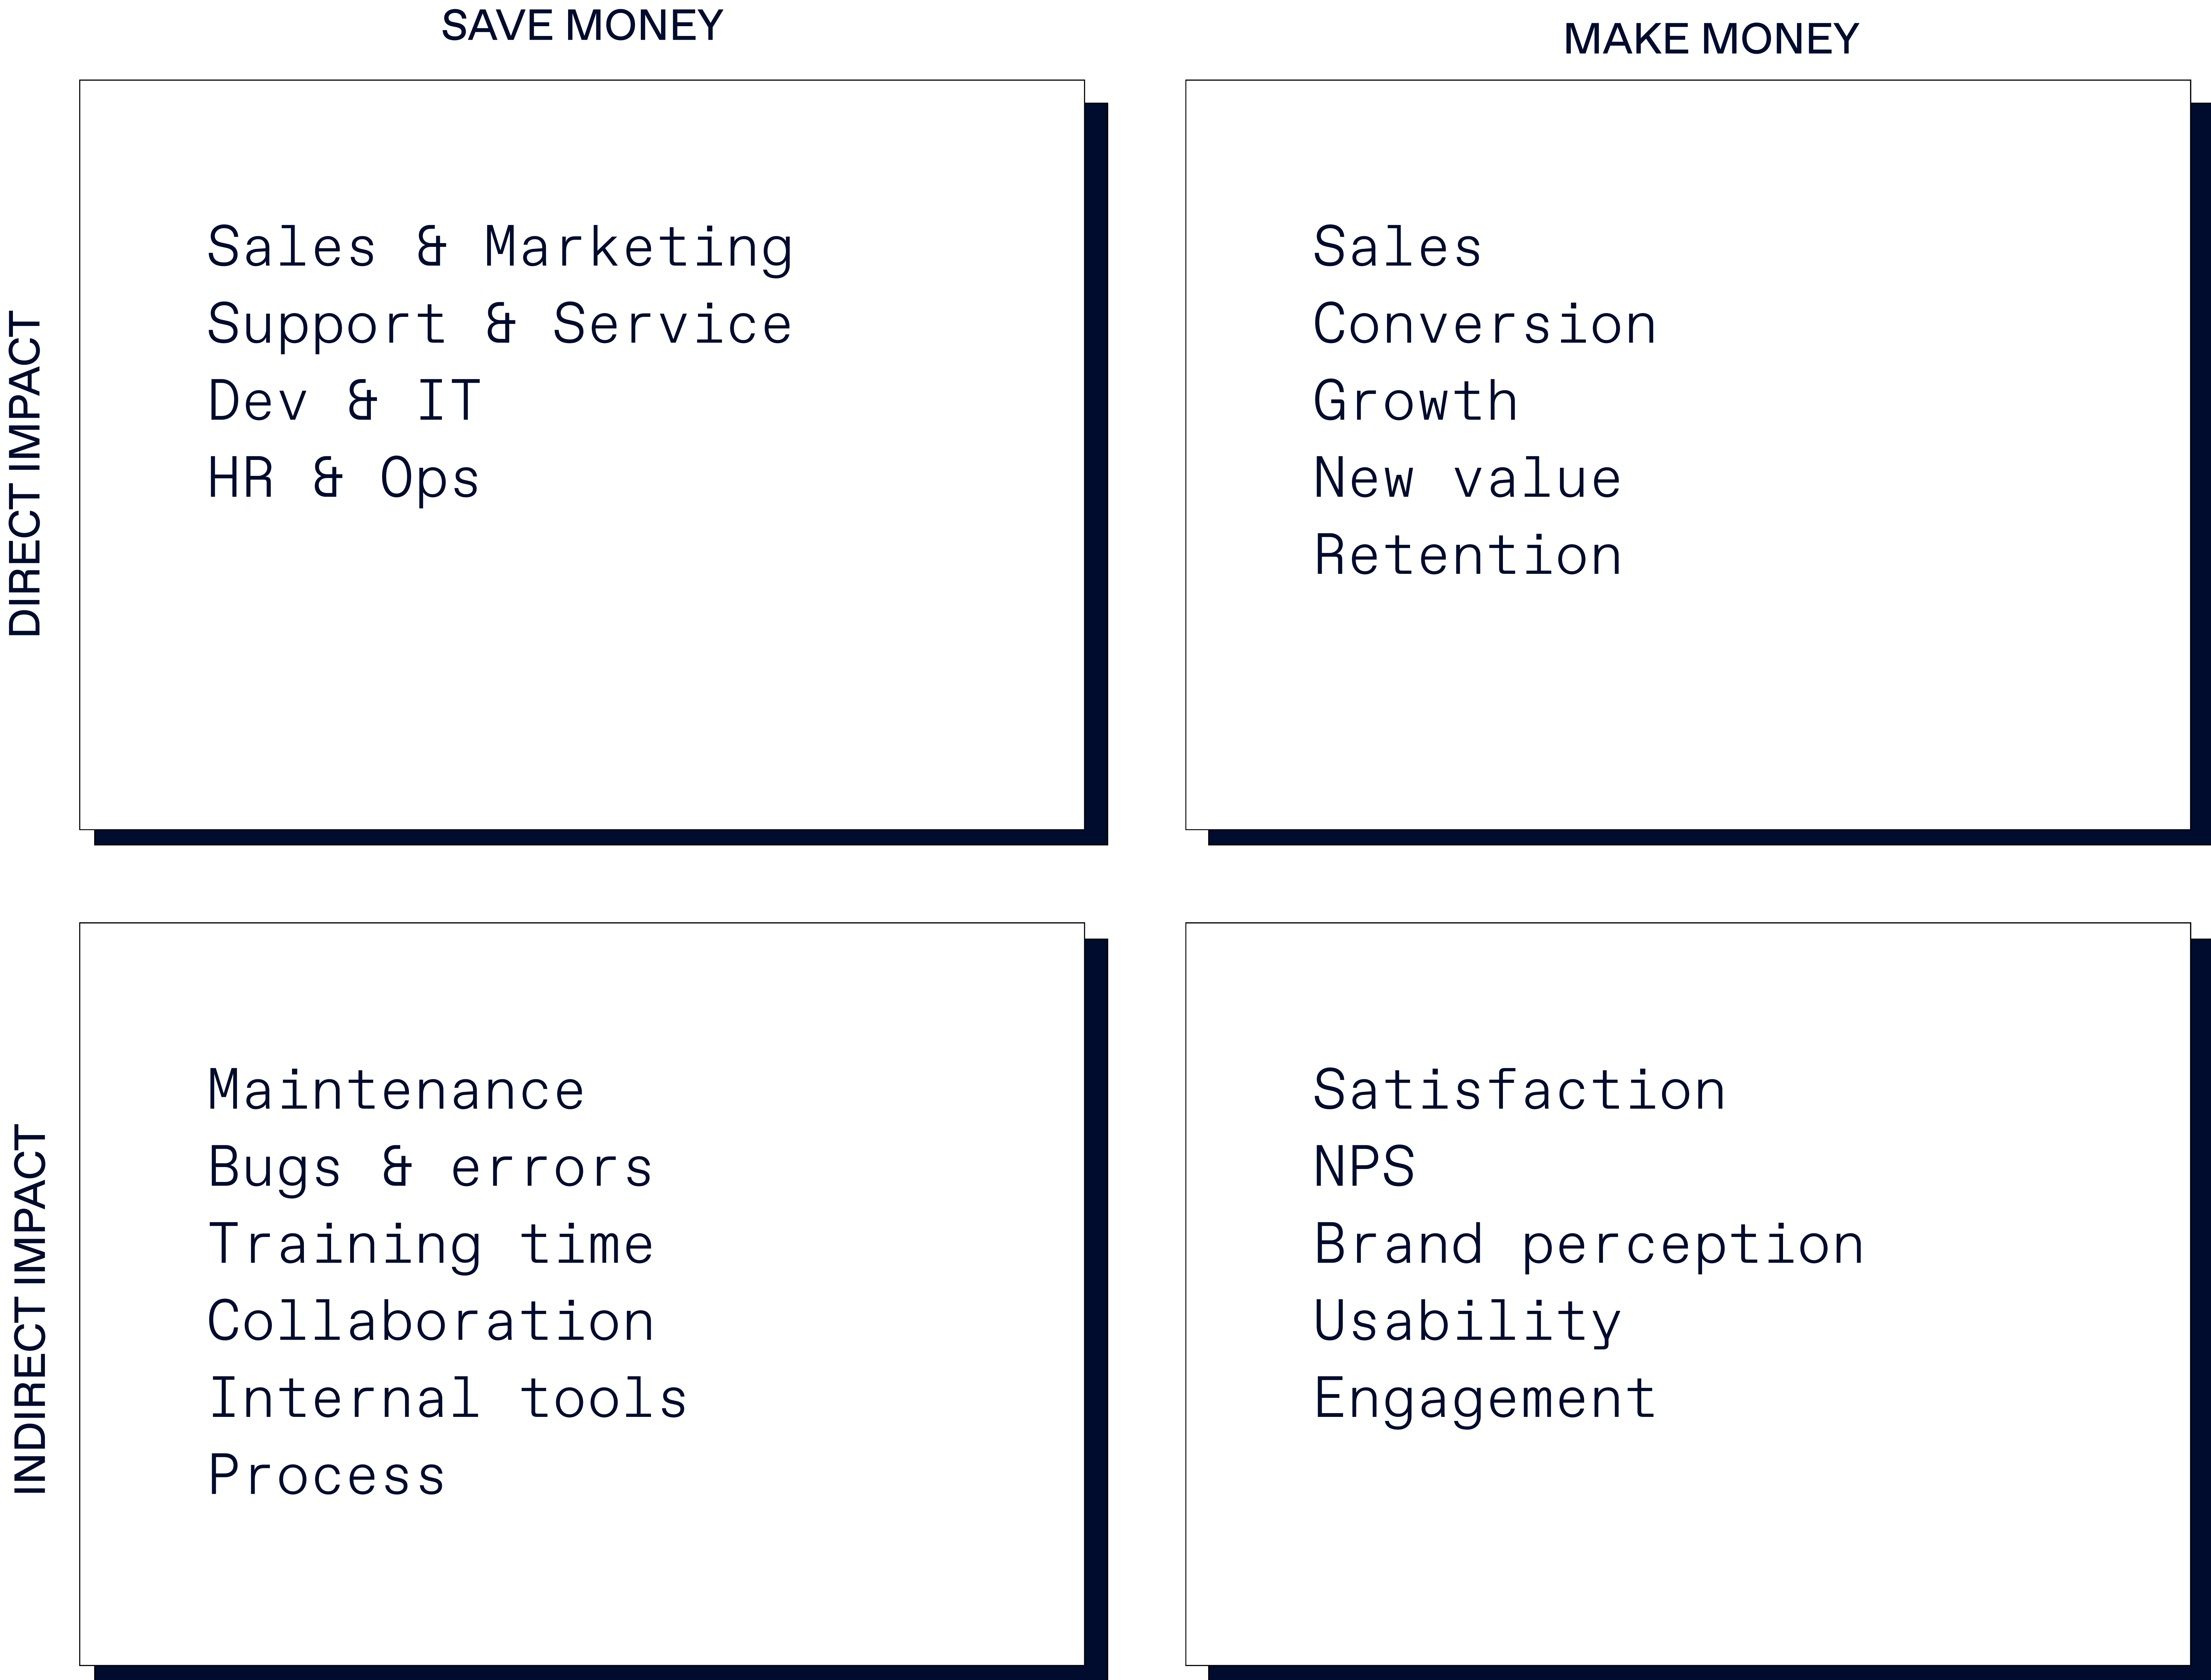 SAVE MONEY
MAKE MONEY
DIRECT IMPACT
Sales & Marketing
Support & Service
Dev & IT
HR & Ops
Sales
Conversion
Growth
New value
Retention
INDIRECT IMPACT
Maintenance
Bugs & errors
Training time
Collaboration
Internal tools
Process
Satisfaction
NPS
Brand perception
Usability
Engagement